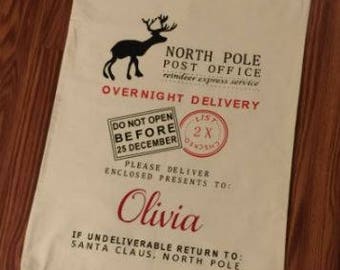 NORTH POLE
POST OFFICE
reindeer express service
OVERNIGHT DELIVERY
DO NOT OPEN
BEFORE
25 DECEMBER
LIST
2X
CHECKED
PLEASE DELIVER
ENCLOSED PRESENTS TO:
Olivia
IF UNDELIVERABLE RETURN TO:
SANTA CLAUS, NORTH POLE